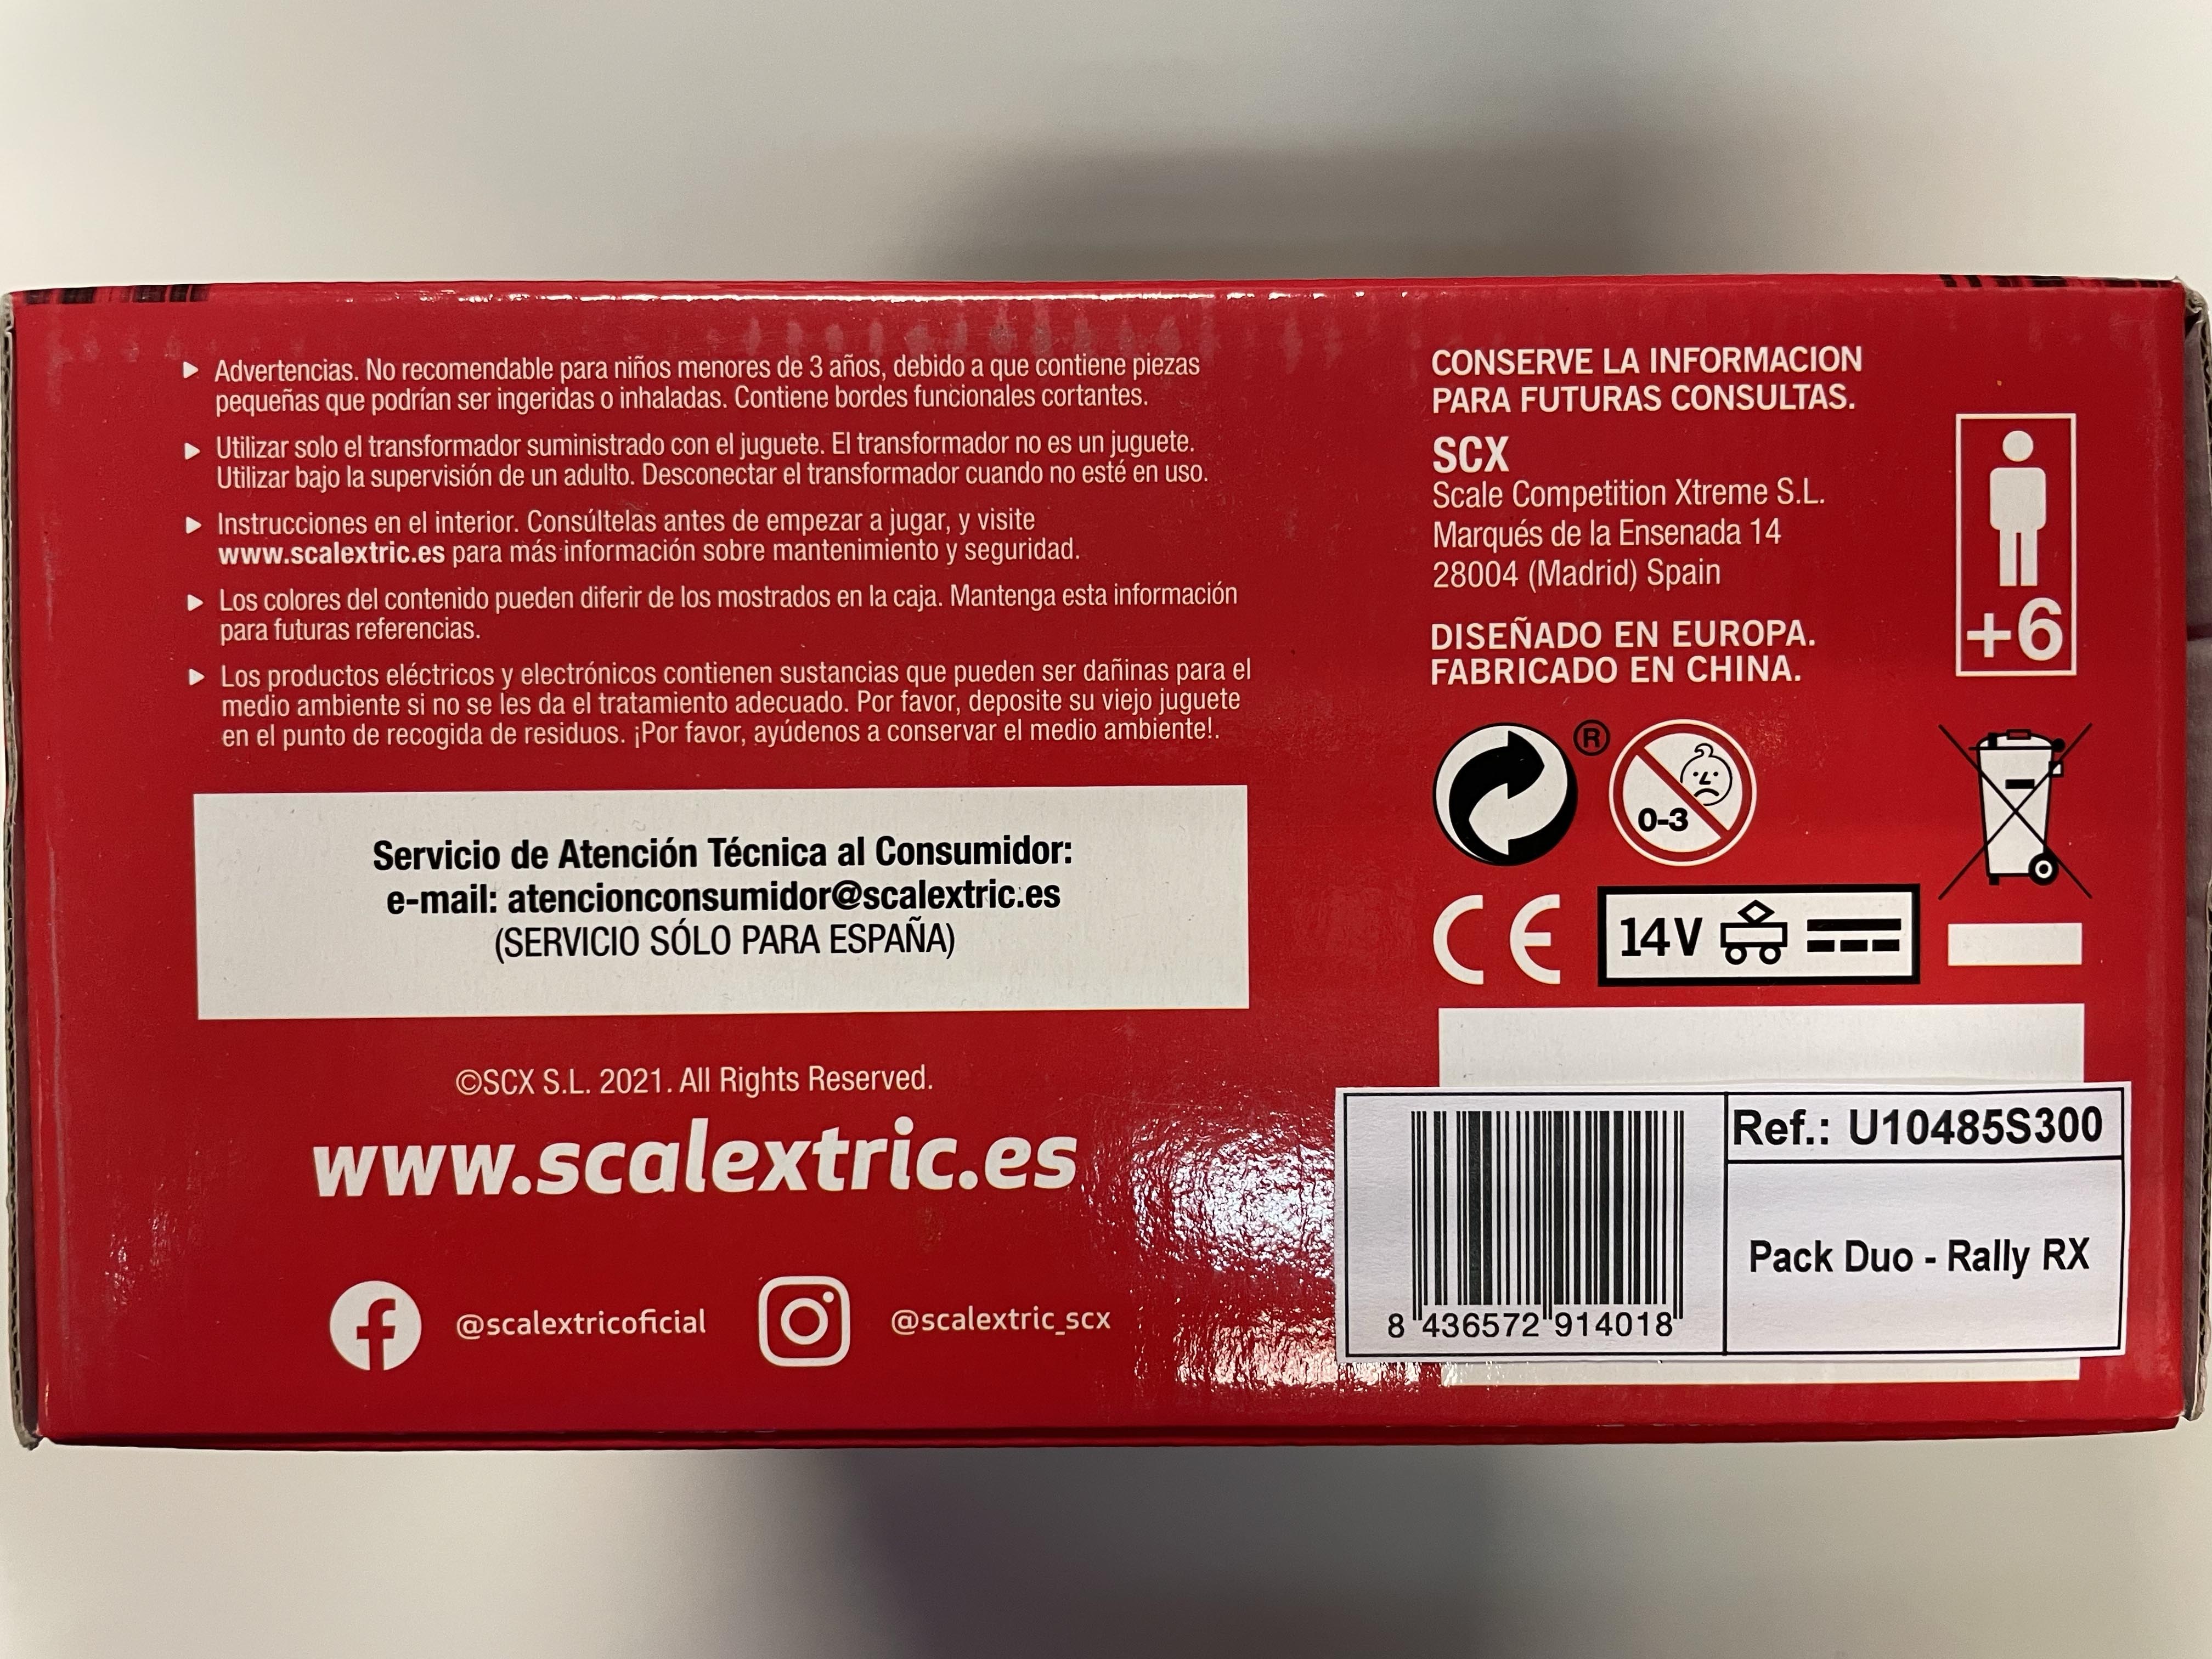 Advertencias. No recomendable para niños menores de 3 años, debido a que contiene piezas
pequeñas que podrían ser ingeridas o inhaladas. Contiene bordes funcionales cortantes.
Utilizar solo el transformador suministrado con el juguete. El transformador no es un juguete.
Utilizar bajo la supervisión de un adulto. Desconectar el transformador cuando no esté en uso.
Instrucciones en el interior. Consúltelas antes de empezar a jugar, y visite
www.scalextric.es para más información sobre mantenimiento y seguridad.
Los colores del contenido pueden diferir de los mostrados en la caja. Mantenga esta información
para futuras referencias.
Los productos eléctricos y electrónicos contienen sustancias que pueden ser dañinas para el
medio ambiente si no se les da el tratamiento adecuado. Por favor, deposite su viejo juguete
en el punto de recogida de residuos. ¡Por favor, ayúdenos a conservar el medio ambiente!.
Servicio de Atención Técnica al Consumidor:
e-mail: atencionconsumidor@scalextric.es
(SERVICIO SÓLO PARA ESPAÑA)
©SCX S.L. 2021. All Rights Reserved.
www.scalextric.es
@scalextricoficial
@scalextric_scx
CONSERVE LA INFORMACION
PARA FUTURAS CONSULTAS.
SCX
Scale Competition Xtreme S.L.
Marqués de la Ensenada 14
28004 (Madrid) Spain
DISEÑADO EN EUROPA.
FABRICADO EN CHINA.
+6
®
0-3
CE
14V
Ref.: U10485S300
Pack Duo - Rally RX
8 436572 914018